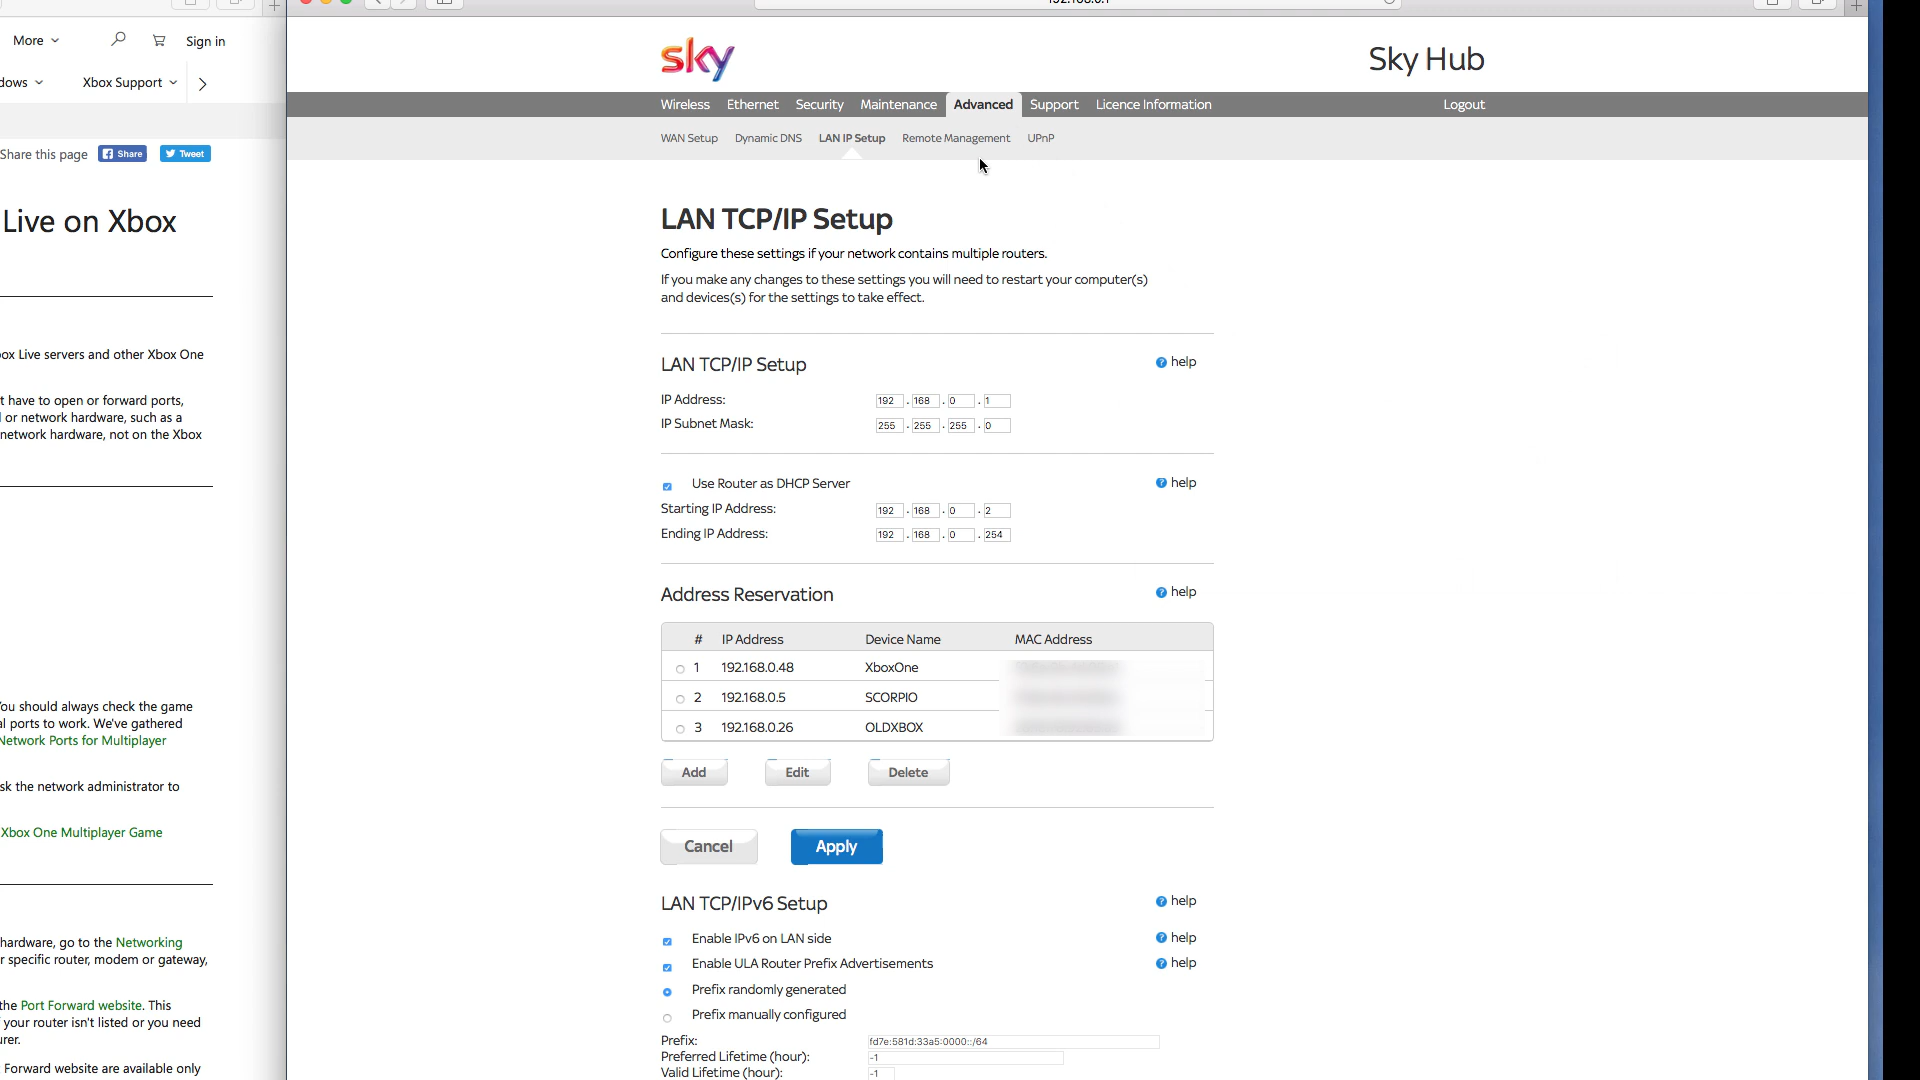 More
Sign in
dows
Xbox Support
Share this page
Share
Tweet
Live on Xbox
ox Live servers and other Xbox One
t have to open or forward ports,
l or network hardware, such as a
network hardware, not on the Xbox
You should always check the game
al ports to work. We've gathered
Network Ports for Multiplayer
sk the network administrator to
Xbox One Multiplayer Game
hardware, go to the Networking
r specific router, modem or gateway,
the Port Forward website. This
f your router isn't listed or you need
urer.
Forward website are available only
192.168.0.1
sky
Sky Hub
Wireless Ethernet Security Maintenance Advanced Support Licence Information Logout
WAN Setup Dynamic DNS LAN IP Setup Remote Management UPnP
LAN TCP/IP Setup
Configure these settings if your network contains multiple routers.
If you make any changes to these settings you will need to restart your computer(s)
and devices(s) for the settings to take effect.
LAN TCP/IP Setup ? help
IP Address: 192 . 168 . 0 . 1
IP Subnet Mask: 255 . 255 . 255 . 0
Use Router as DHCP Server ? help
Starting IP Address: 192 . 168 . 0 . 2
Ending IP Address: 192 . 168 . 0 . 254
Address Reservation ? help
# IP Address Device Name MAC Address
1 192.168.0.48 XboxOne
2 192.168.0.5 SCORPIO
3 192.168.0.26 OLDXBOX
Add Edit Delete
Cancel Apply
LAN TCP/IPv6 Setup ? help
Enable IPv6 on LAN side ? help
Enable ULA Router Prefix Advertisements ? help
Prefix randomly generated
Prefix manually configured
Prefix: fd7e:581d:33a5:0000::/64
Preferred Lifetime (hour): -1
Valid Lifetime (hour): -1